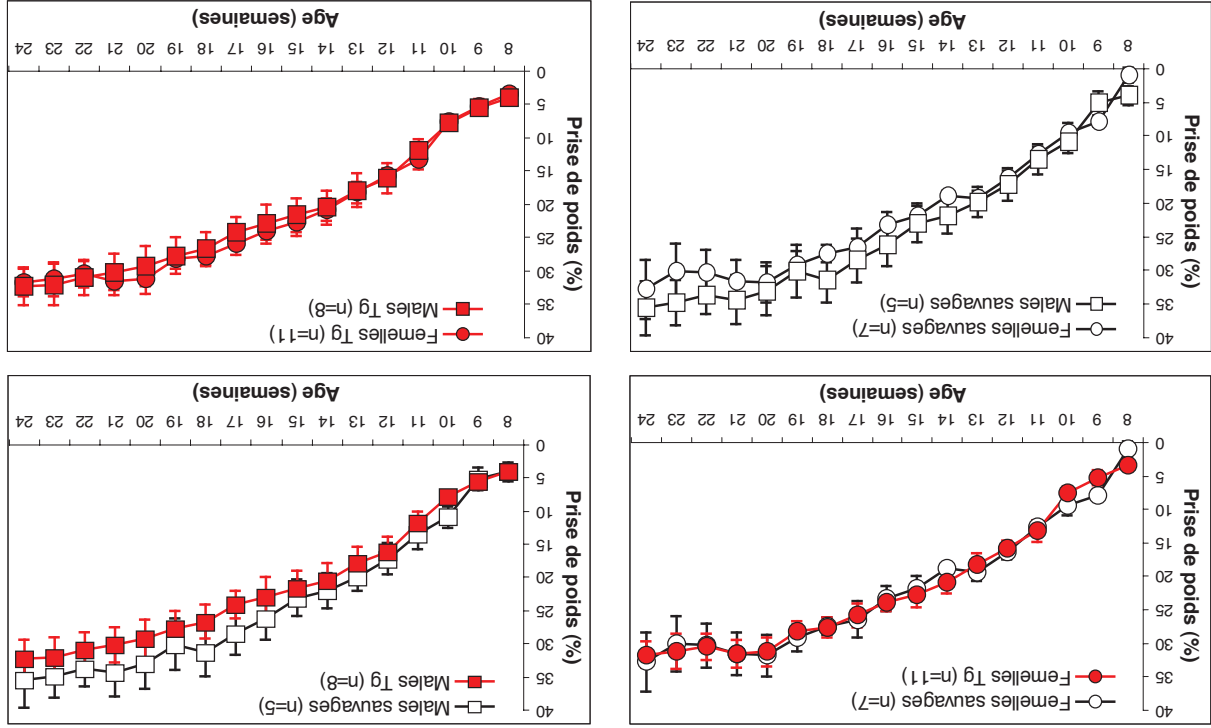 Prise de poids (%)
40
35
30
25
20
15
10
5
0
Femelles sauvages (n=7)
Femelles Tg (n=11)
8 9 10 11 12 13 14 15 16 17 18 19 20 21 22 23 24
Age (semaines)
Prise de poids (%)
40
35
30
25
20
15
10
5
0
Males sauvages (n=5)
Males Tg (n=8)
8 9 10 11 12 13 14 15 16 17 18 19 20 21 22 23 24
Age (semaines)
Prise de poids (%)
40
35
30
25
20
15
10
5
0
Femelles sauvages (n=7)
Males sauvages (n=5)
8 9 10 11 12 13 14 15 16 17 18 19 20 21 22 23 24
Age (semaines)
Prise de poids (%)
40
35
30
25
20
15
10
5
0
Femelles Tg (n=11)
Males Tg (n=8)
8 9 10 11 12 13 14 15 16 17 18 19 20 21 22 23 24
Age (semaines)